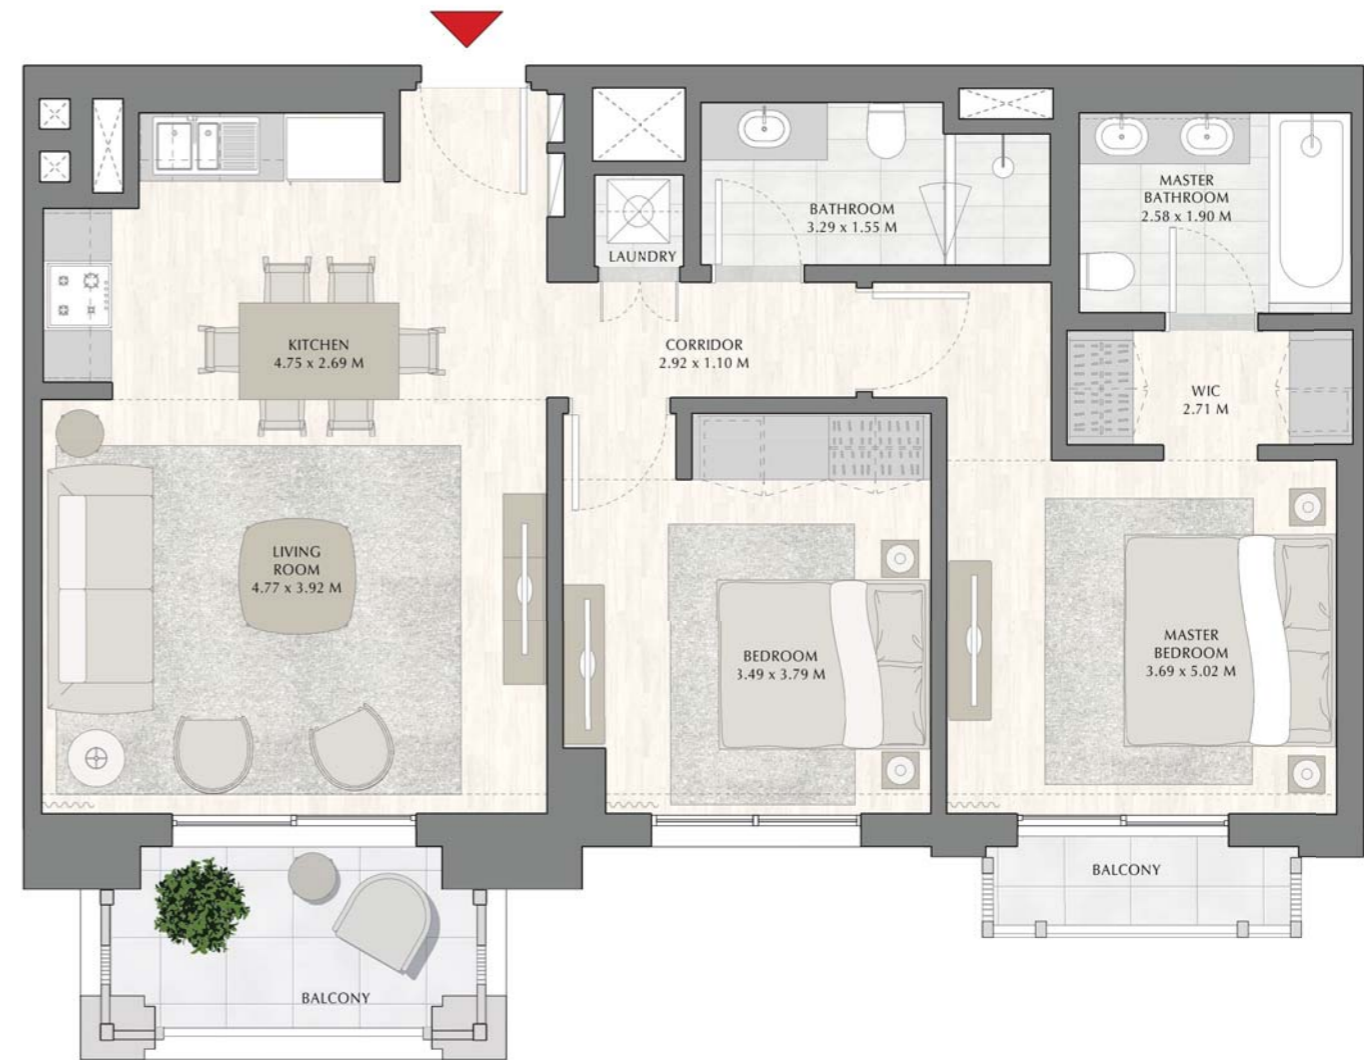 MASTER
BATHROOM
2.58 x 1.90 M
BATHROOM
3.29 x 1.55 M
LAUNDRY
KITCHEN
4.75 x 2.69 M
CORRIDOR
2.92 x 1.10 M
WIC
2.71 M
LIVING
ROOM
4.77 x 3.92 M
BEDROOM
3.49 x 3.79 M
MASTER
BEDROOM
3.69 x 5.02 M
BALCONY
BALCONY